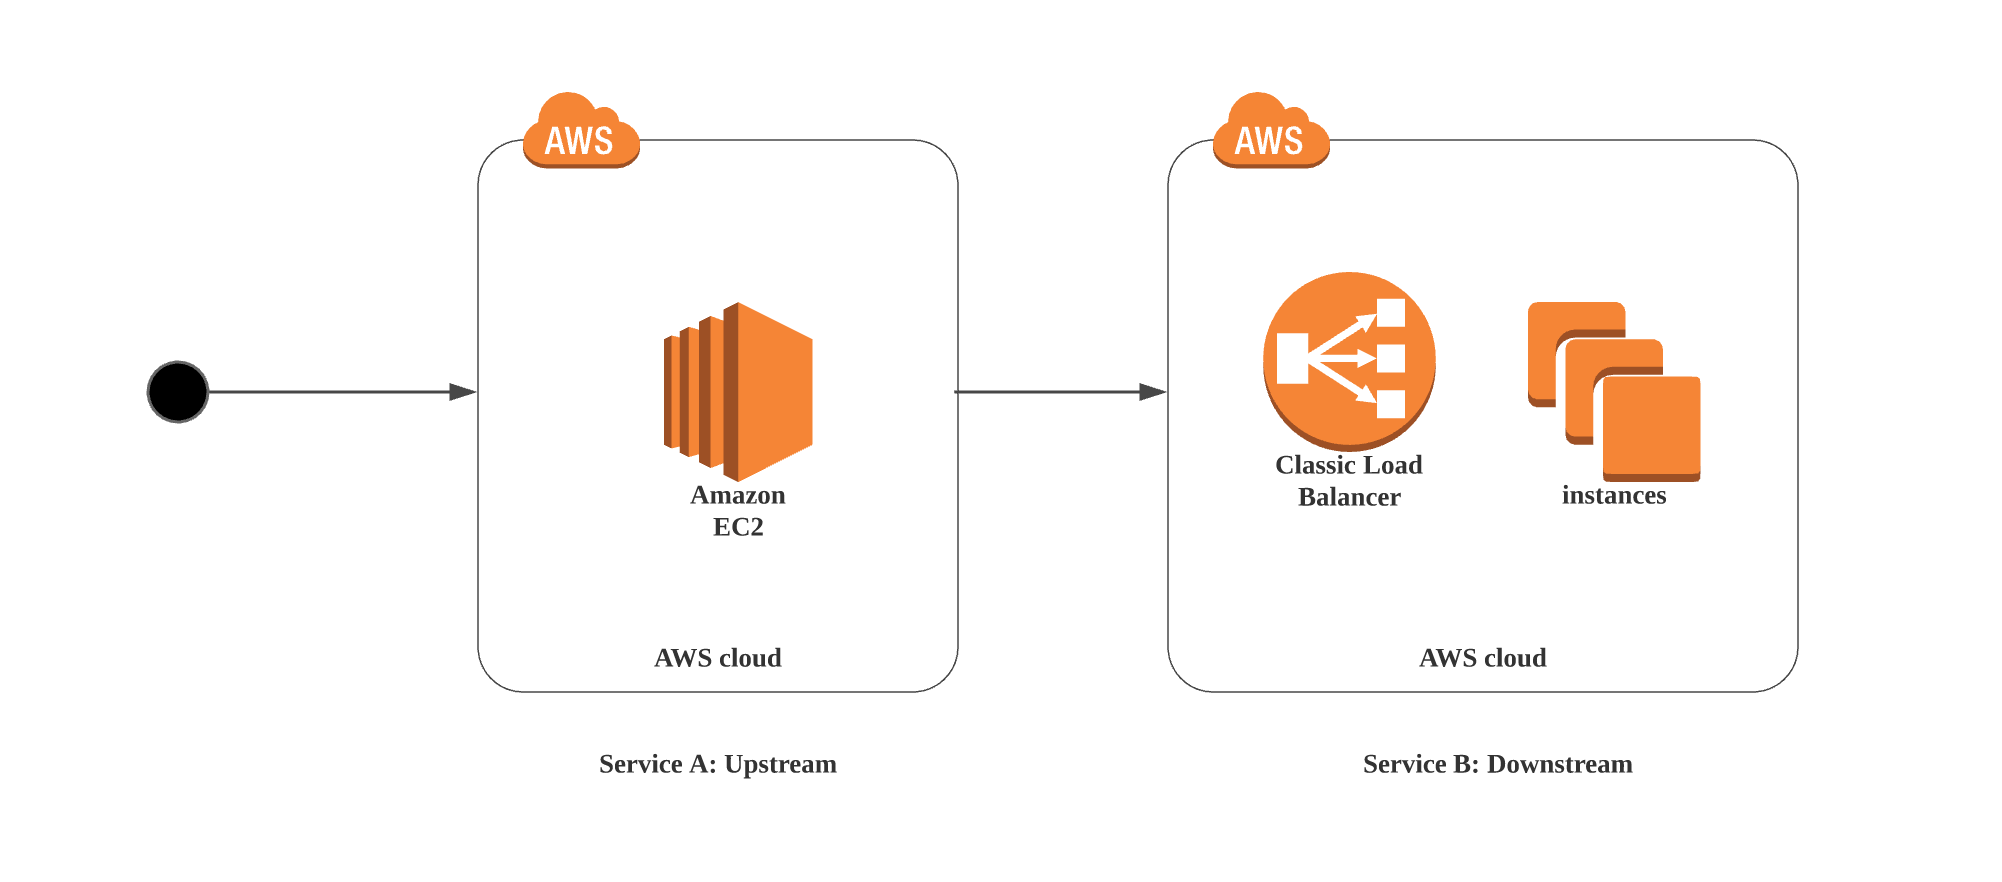 AWS
AWS
Amazon
EC2
Classic Load
Balancer
instances
AWS cloud
AWS cloud
Service A: Upstream
Service B: Downstream